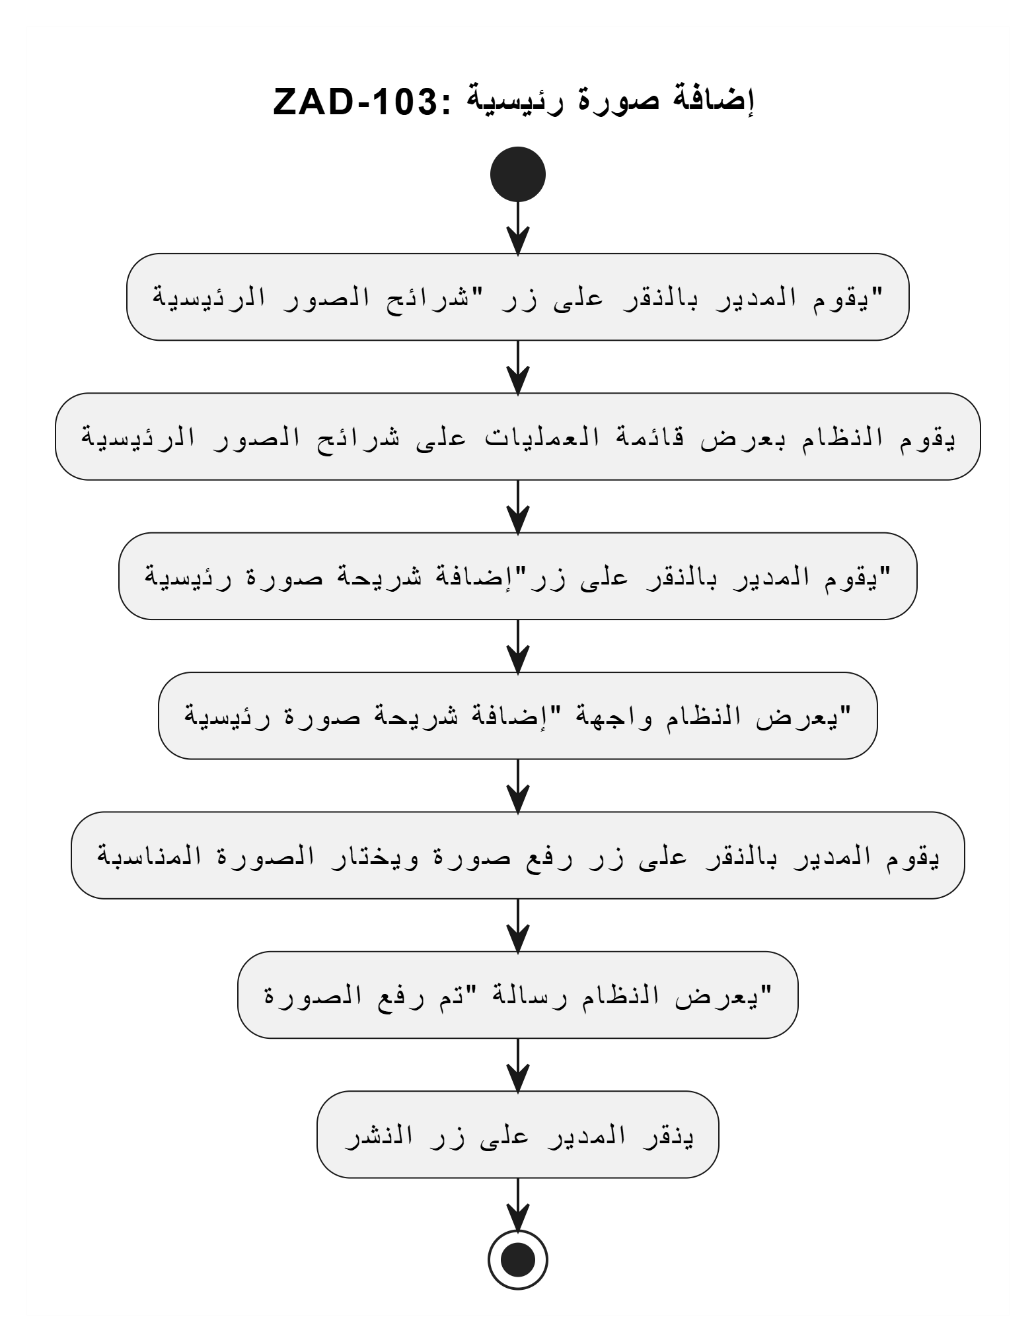 ZAD-103: إضافة صورة رئيسية
يقوم المدير بالنقر على زر "شرائح الصور الرئيسية"
يقوم النظام بعرض قائمة العمليات على شرائح الصور الرئيسية
يقوم المدير بالنقر على زر"إضافة شريحة صورة رئيسية"
يعرض النظام واجهة "إضافة شريحة صورة رئيسية"
يقوم المدير بالنقر على زر رفع صورة ويختار الصورة المناسبة
يعرض النظام رسالة "تم رفع الصورة"
ينقر المدير على زر النشر